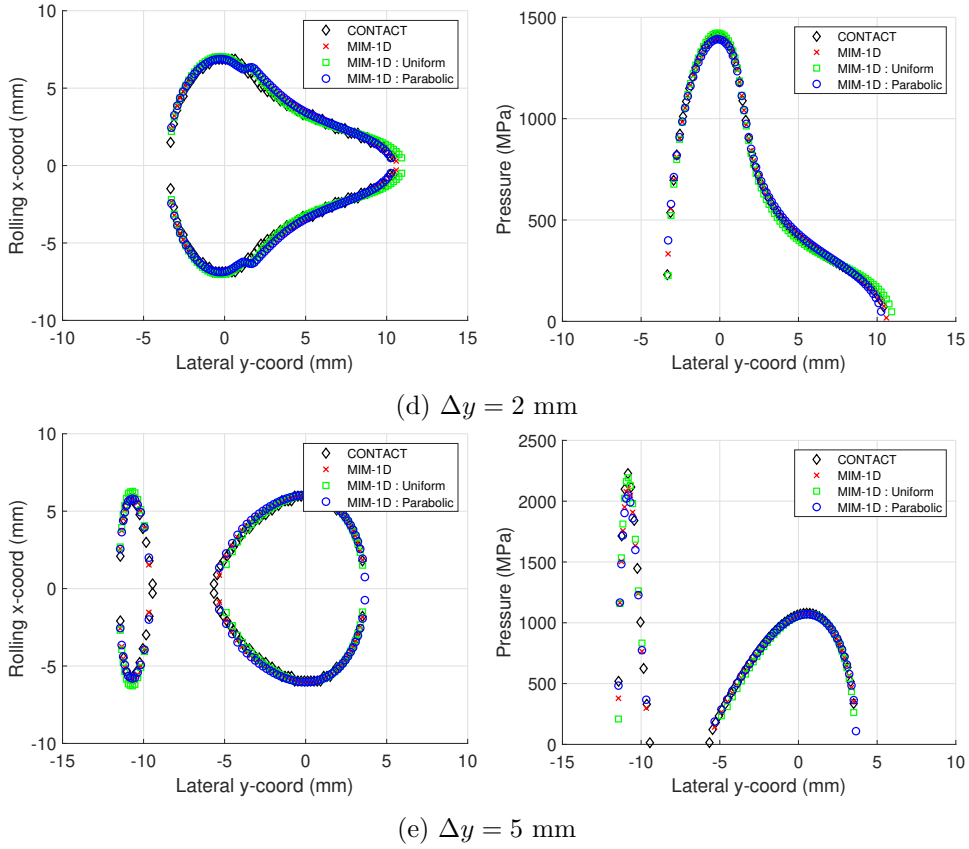 10
5
0
-5
-10
Rolling x-coord (mm)
-10 -5 0 5 10 15
Lateral y-coord (mm)
CONTACT
MIM-1D
MIM-1D : Uniform
MIM-1D : Parabolic
1500
1000
500
0
Pressure (MPa)
-10 -5 0 5 10 15
Lateral y-coord (mm)
CONTACT
MIM-1D
MIM-1D : Uniform
MIM-1D : Parabolic
(d) Δy = 2 mm
10
5
0
-5
-10
Rolling x-coord (mm)
-15 -10 -5 0 5 10
Lateral y-coord (mm)
CONTACT
MIM-1D
MIM-1D : Uniform
MIM-1D : Parabolic
2500
2000
1500
1000
500
0
Pressure (MPa)
-15 -10 -5 0 5 10
Lateral y-coord (mm)
CONTACT
MIM-1D
MIM-1D : Uniform
MIM-1D : Parabolic
(e) Δy = 5 mm